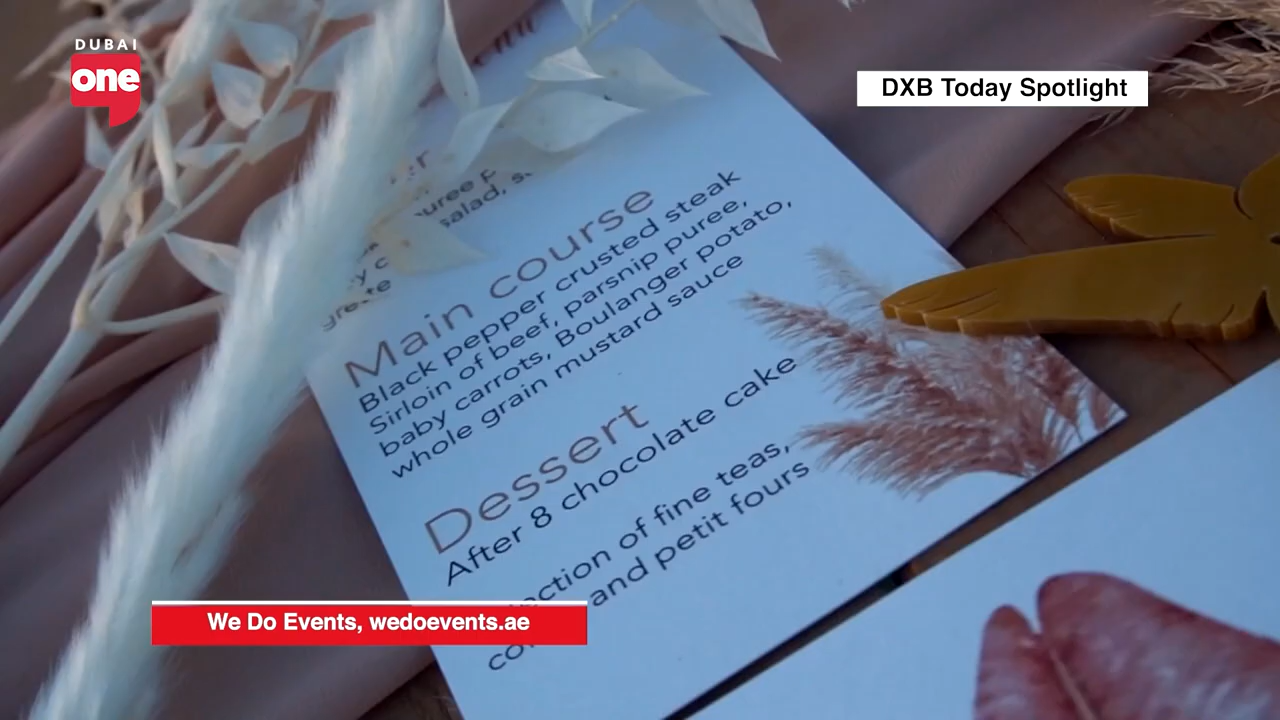 DUBAI
one
DXB Today Spotlight
salad,
Main course
Black pepper crusted steak
Sirloin of beef, parsnip puree,
baby carrots, Boulanger potato,
whole grain mustard sauce
Dessert
After 8 chocolate cake
of fine teas,
and petit fours
We Do Events, wedoevents.ae